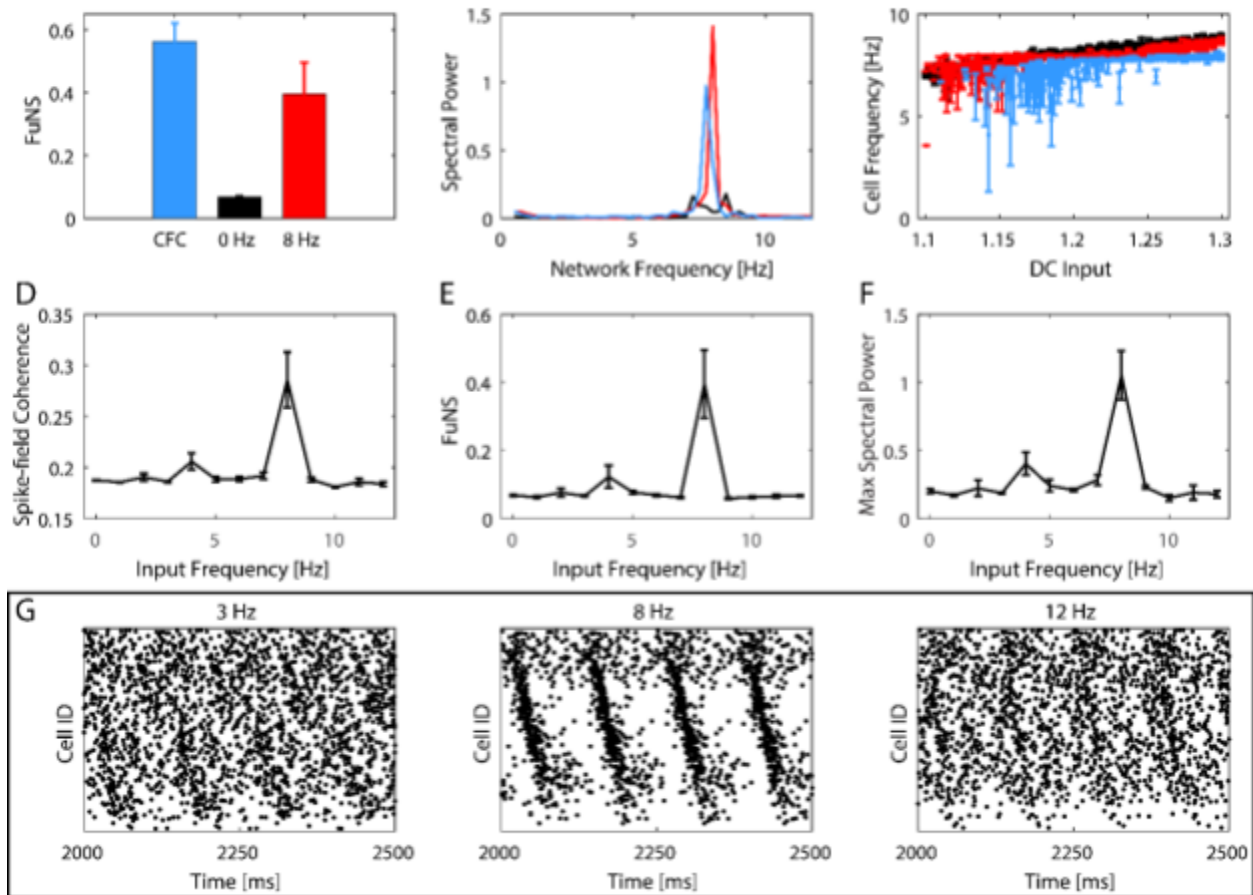 0.6
0.4
0.2
0
FuNS
CFC
0 Hz
8 Hz
1.5
1
0.5
0
Spectral Power
0
5
10
Network Frequency [Hz]
10
5
0
Cell Frequency [Hz]
1.1
1.15
1.2
1.25
1.3
DC Input
D
0.35
0.3
0.25
0.2
0.15
Spike-field Coherence
0
5
10
Input Frequency [Hz]
E
0.6
0.4
0.2
0
FuNS
0
5
10
Input Frequency [Hz]
F
1.5
1
0.5
0
Max Spectral Power
0
5
10
Input Frequency [Hz]
G
3 Hz
Cell ID
2000
2250
2500
Time [ms]
8 Hz
Cell ID
2000
2250
2500
Time [ms]
12 Hz
Cell ID
2000
2250
2500
Time [ms]